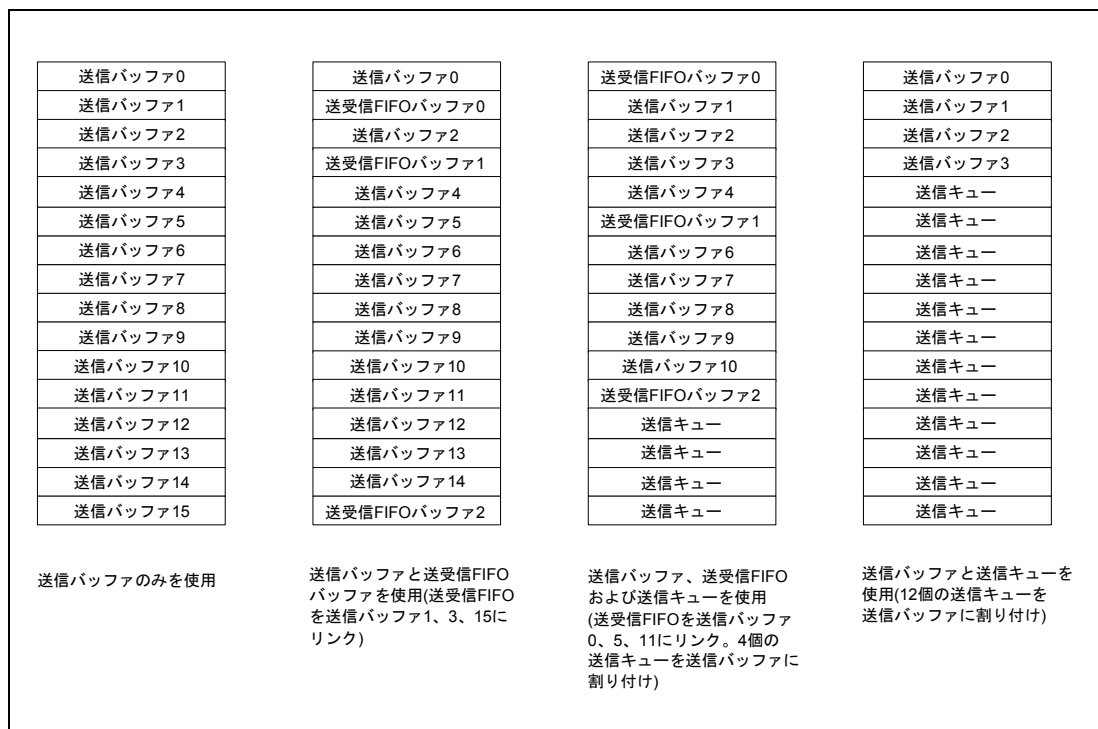 送信バッファ0
送信バッファ1
送信バッファ2
送信バッファ3
送信バッファ4
送信バッファ5
送信バッファ6
送信バッファ7
送信バッファ8
送信バッファ9
送信バッファ10
送信バッファ11
送信バッファ12
送信バッファ13
送信バッファ14
送信バッファ15
送信バッファのみを使用
送信バッファ0
送受信FIFOバッファ0
送信バッファ2
送受信FIFOバッファ1
送信バッファ4
送信バッファ5
送信バッファ6
送信バッファ7
送信バッファ8
送信バッファ9
送信バッファ10
送信バッファ11
送信バッファ12
送信バッファ13
送信バッファ14
送受信FIFOバッファ2
送信バッファと送受信FIFO
バッファを使用(送受信FIFO
を送信バッファ1、3、15に
リンク)
送受信FIFOバッファ0
送信バッファ1
送信バッファ2
送信バッファ3
送信バッファ4
送受信FIFOバッファ1
送信バッファ6
送信バッファ7
送信バッファ8
送信バッファ9
送信バッファ10
送受信FIFOバッファ2
送信キュー
送信キュー
送信キュー
送信キュー
送信バッファ、送受信FIFO
および送信キューを使用
(送受信FIFOを送信バッファ
0、5、11にリンク。4個の
送信キューを送信バッファに
割り付け)
送信バッファ0
送信バッファ1
送信バッファ2
送信バッファ3
送信キュー
送信キュー
送信キュー
送信キュー
送信キュー
送信キュー
送信キュー
送信キュー
送信キュー
送信キュー
送信キュー
送信キュー
送信バッファと送信キューを
使用(12個の送信キューを
送信バッファに割り付け)